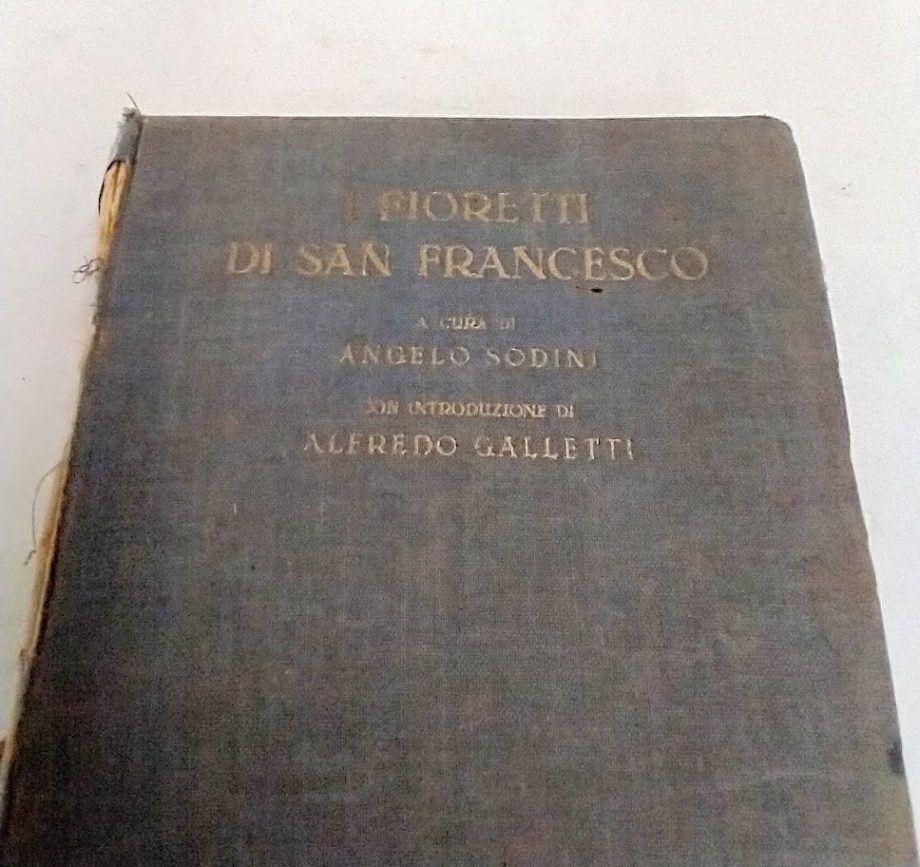 I FIORETTI
DI SAN FRANCESCO
A CURA DI
ANGELO SODINI
CON INTRODUZIONE DI
ALFREDO GALLETTI